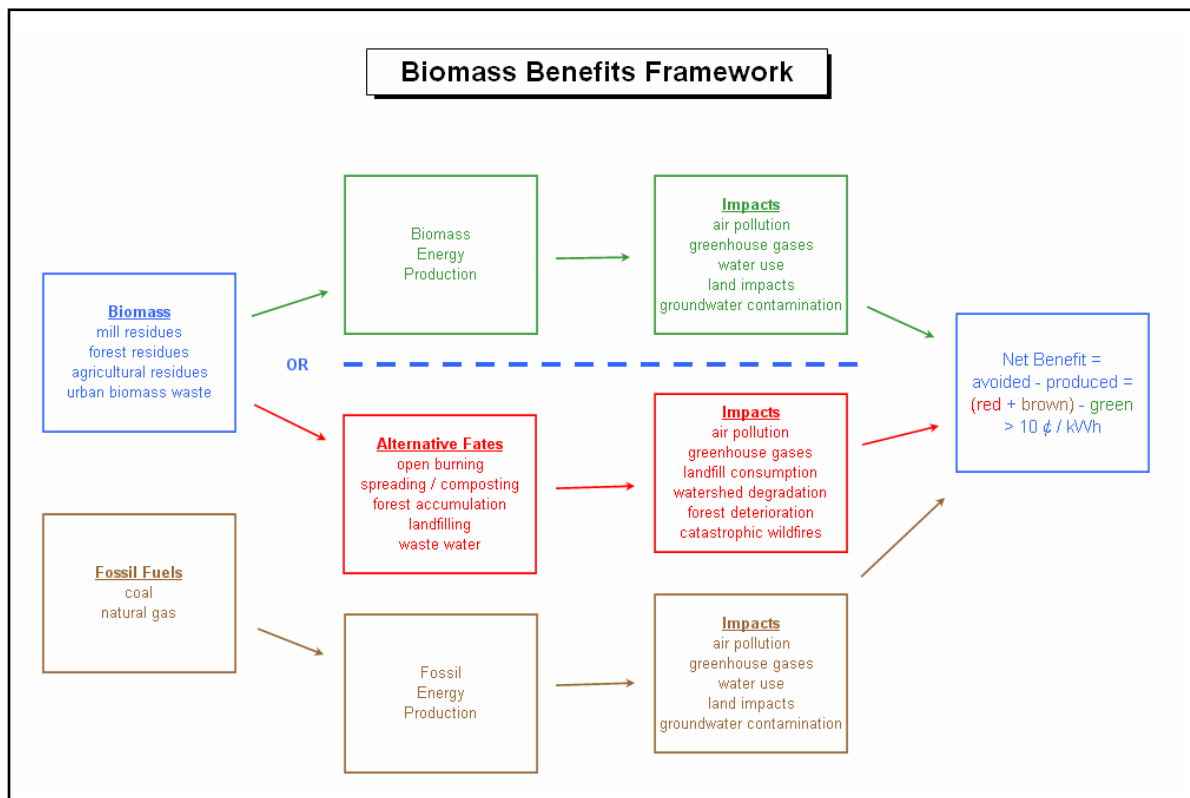 Biomass Benefits Framework
Biomass
Energy
Production
Impacts
air pollution
greenhouse gases
water use
land impacts
groundwater contamination
Biomass
mill residues
forest residues
agricultural residues
urban biomass waste
OR
Net Benefit =
avoided - produced =
(red + brown) - green
> 10 ¢ / kWh
Alternative Fates
open burning
spreading / composting
forest accumulation
landfilling
waste water
Impacts
air pollution
greenhouse gases
landfill consumption
watershed degradation
forest deterioration
catastrophic wildfires
Fossil Fuels
coal
natural gas
Fossil
Energy
Production
Impacts
air pollution
greenhouse gases
water use
land impacts
groundwater contamination